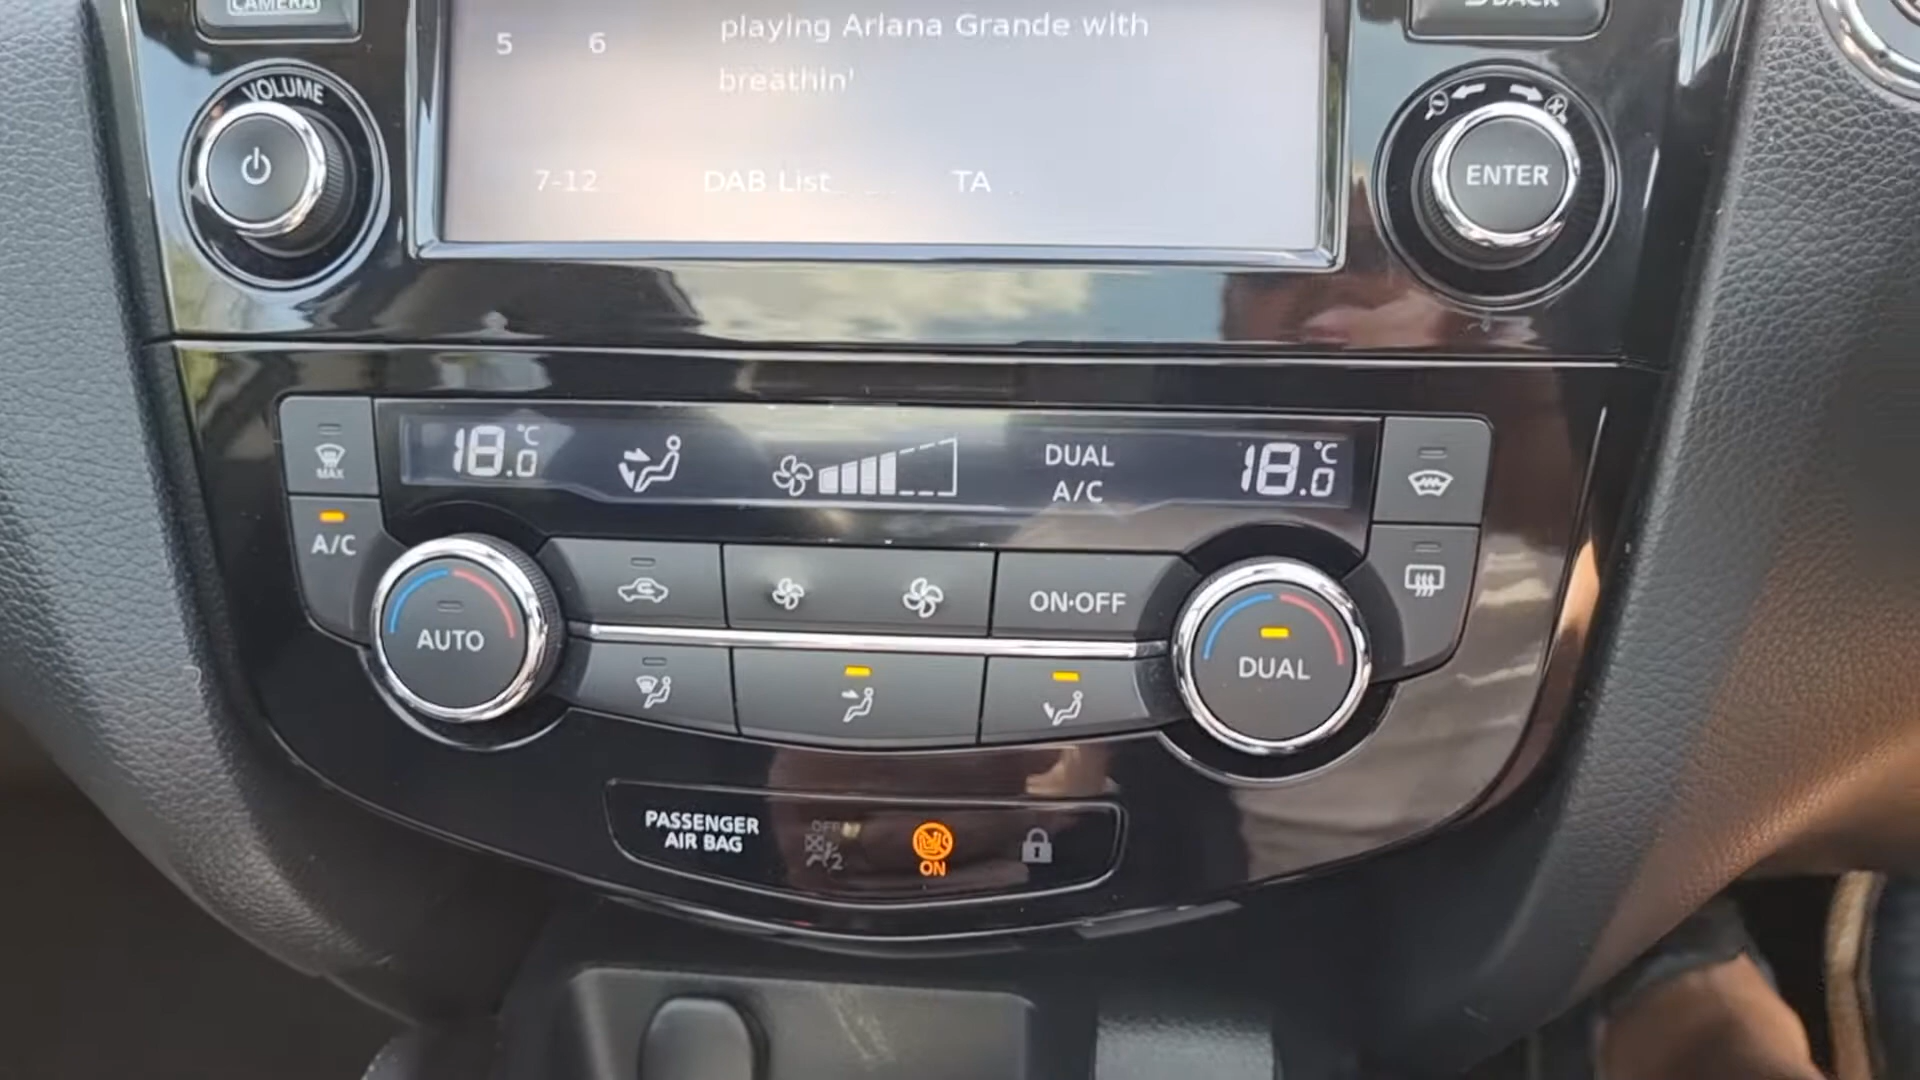 CAMERA
BACK
5 6
playing Ariana Grande with
breathin'
7-12 DAB List TA
VOLUME
ENTER
MAX
18.0 °C
DUAL
A/C
18.0 °C
A/C
AUTO
ON·OFF
DUAL
PASSENGER
AIR BAG
OFF
2
ON